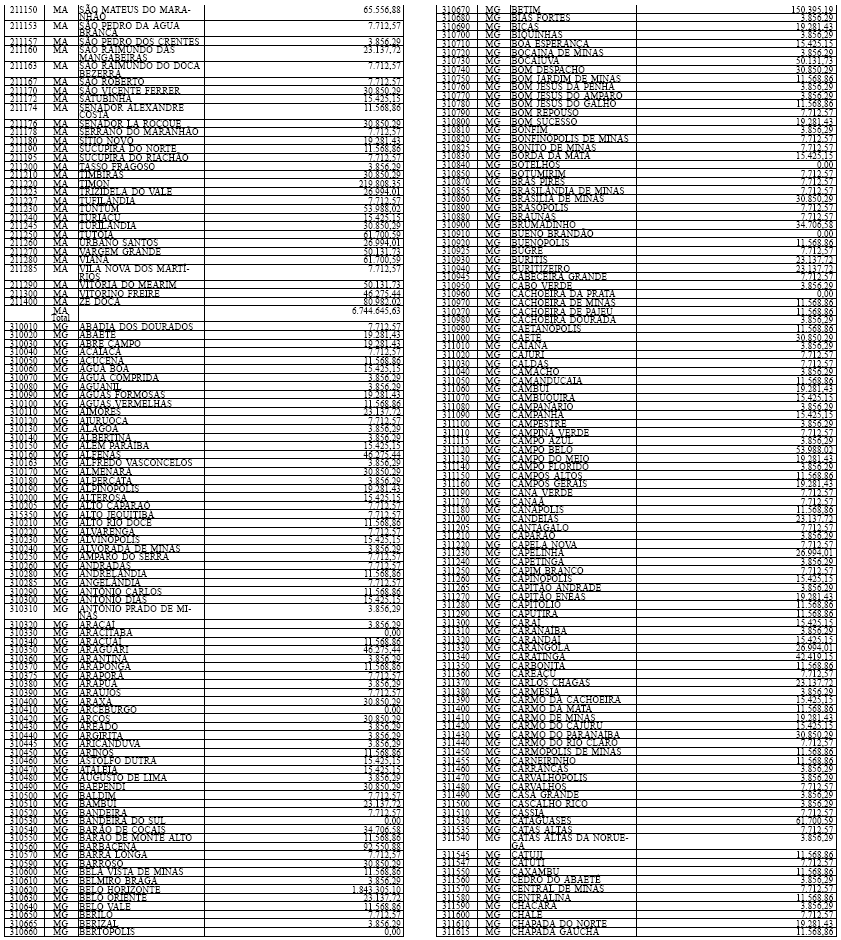 211150 MA SÃO MATEUS DO MARA- 65.556,88
NHÃO
211153 MA SÃO PEDRO DA ÁGUA 7.712,57
BRANCA
211157 MA SÃO PEDRO DOS CRENTES 3.856,29
211160 MA SÃO RAIMUNDO DAS 23.137,72
MANGABEIRAS
211163 MA SÃO RAIMUNDO DO DOCA 7.712,57
BEZERRA
211167 MA SÃO ROBERTO 7.712,57
211170 MA SÃO VICENTE FERRER 30.850,29
211172 MA SATUBINHA 15.425,15
211174 MA SENADOR ALEXANDRE 11.568,86
COSTA
211176 MA SENADOR LA ROCQUE 30.850,29
211178 MA SERRANO DO MARANHÃO 7.712,57
211180 MA SÍTIO NOVO 19.281,43
211190 MA SUCUPIRA DO NORTE 11.568,86
211195 MA SUCUPIRA DO RIACHÃO 7.712,57
211200 MA TASSO FRAGOSO 3.856,29
211210 MA TIMBIRAS 30.850,29
211220 MA TIMON 219.808,35
211223 MA TRIZIDELA DO VALE 26.994,01
211227 MA TUFILÂNDIA 7.712,57
211230 MA TUNTUM 53.988,02
211240 MA TURIAÇU 15.425,15
211245 MA TURILÂNDIA 30.850,29
211250 MA TUTÓIA 61.700,59
211260 MA URBANO SANTOS 26.994,01
211270 MA VARGEM GRANDE 50.131,73
211280 MA VIANA 61.700,59
211285 MA VILA NOVA DOS MARTÍ- 7.712,57
RIOS
211290 MA VITÓRIA DO MEARIM 50.131,73
211300 MA VITORINO FREIRE 46.275,44
211400 MA ZÉ DOCA 80.982,02
MA 6.744.645,63
Total
310010 MG ABADIA DOS DOURADOS 7.712,57
310020 MG ABAETÉ 19.281,43
310030 MG ABRE CAMPO 19.281,43
310040 MG ACAIACA 7.712,57
310050 MG AÇUCENA 11.568,86
310060 MG ÁGUA BOA 15.425,15
310070 MG ÁGUA COMPRIDA 3.856,29
310080 MG AGUANIL 3.856,29
310090 MG ÁGUAS FORMOSAS 19.281,43
310100 MG ÁGUAS VERMELHAS 11.568,86
310110 MG AIMORÉS 23.137,72
310120 MG AIURUOCA 7.712,57
310130 MG ALAGOA 3.856,29
310140 MG ALBERTINA 3.856,29
310150 MG ALÉM PARAÍBA 15.425,15
310160 MG ALFENAS 46.275,44
310163 MG ALFREDO VASCONCELOS 3.856,29
310170 MG ALMENARA 30.850,29
310180 MG ALPERCATA 3.856,29
310190 MG ALPINÓPOLIS 19.281,43
310200 MG ALTEROSA 15.425,15
310205 MG ALTO CAPARAÓ 7.712,57
315350 MG ALTO JEQUITIBÁ 7.712,57
310210 MG ALTO RIO DOCE 11.568,86
310220 MG ALVARENGA 7.712,57
310230 MG ALVINÓPOLIS 15.425,15
310240 MG ALVORADA DE MINAS 3.856,29
310250 MG AMPARO DO SERRA 7.712,57
310260 MG ANDRADAS 7.712,57
310280 MG ANDRELÂNDIA 11.568,86
310285 MG ANGELÂNDIA 7.712,57
310290 MG ANTÔNIO CARLOS 11.568,86
310300 MG ANTÔNIO DIAS 15.425,15
310310 MG ANTÔNIO PRADO DE MI- 3.856,29
NAS
310320 MG ARAÇAÍ 3.856,29
310330 MG ARACITABA 0,00
310340 MG ARAÇUAÍ 11.568,86
310350 MG ARAGUARI 46.275,44
310360 MG ARANTINA 3.856,29
310370 MG ARAPONGA 11.568,86
310375 MG ARAPORÃ 7.712,57
310380 MG ARAPUÁ 3.856,29
310390 MG ARAÚJOS 7.712,57
310400 MG ARAXÁ 30.850,29
310410 MG ARCEBURGO 0,00
310420 MG ARCOS 30.850,29
310430 MG AREADO 3.856,29
310440 MG ARGIRITA 3.856,29
310445 MG ARICANDUVA 3.856,29
310450 MG ARINOS 11.568,86
310460 MG ASTOLFO DUTRA 15.425,15
310470 MG ATALÉIA 15.425,15
310480 MG AUGUSTO DE LIMA 3.856,29
310490 MG BAEPENDI 30.850,29
310500 MG BALDIM 7.712,57
310510 MG BAMBUÍ 23.137,72
310520 MG BANDEIRA 7.712,57
310530 MG BANDEIRA DO SUL 0,00
310540 MG BARÃO DE COCAIS 34.706,58
310550 MG BARÃO DE MONTE ALTO 11.568,86
310560 MG BARBACENA 92.550,88
310570 MG BARRA LONGA 7.712,57
310590 MG BARROSO 30.850,29
310600 MG BELA VISTA DE MINAS 11.568,86
310610 MG BELMIRO BRAGA 3.856,29
310620 MG BELO HORIZONTE 1.843.305,10
310630 MG BELO ORIENTE 23.137,72
310640 MG BELO VALE 11.568,86
310650 MG BERILO 7.712,57
310665 MG BERIZAL 3.856,29
310660 MG BERTÓPOLIS 0,00
310670 MG BETIM 150.395,19
310680 MG BIAS FORTES 3.856,29
310690 MG BICAS 19.281,43
310700 MG BIQUINHAS 3.856,29
310710 MG BOA ESPERANÇA 15.425,15
310720 MG BOCAINA DE MINAS 3.856,29
310730 MG BOCAIÚVA 50.131,73
310740 MG BOM DESPACHO 30.850,29
310750 MG BOM JARDIM DE MINAS 11.568,86
310760 MG BOM JESUS DA PENHA 3.856,29
310770 MG BOM JESUS DO AMPARO 3.856,29
310780 MG BOM JESUS DO GALHO 11.568,86
310790 MG BOM REPOUSO 7.712,57
310800 MG BOM SUCESSO 19.281,43
310810 MG BONFIM 3.856,29
310820 MG BONFINÓPOLIS DE MINAS 7.712,57
310825 MG BONITO DE MINAS 7.712,57
310830 MG BORDA DA MATA 15.425,15
310840 MG BOTELHOS 0,00
310850 MG BOTUMIRIM 7.712,57
310870 MG BRÁS PIRES 7.712,57
310855 MG BRASILÂNDIA DE MINAS 7.712,57
310860 MG BRASÍLIA DE MINAS 30.850,29
310890 MG BRASÓPOLIS 7.712,57
310880 MG BRAÚNAS 7.712,57
310900 MG BRUMADINHO 34.706,58
310910 MG BUENO BRANDÃO 0,00
310920 MG BUENÓPOLIS 11.568,86
310925 MG BUGRE 7.712,57
310930 MG BURITIS 23.137,72
310940 MG BURITIZEIRO 23.137,72
310945 MG CABECEIRA GRANDE 7.712,57
310950 MG CABO VERDE 3.856,29
310960 MG CACHOEIRA DA PRATA 0,00
310970 MG CACHOEIRA DE MINAS 11.568,86
310270 MG CACHOEIRA DE PAJEÚ 11.568,86
310980 MG CACHOEIRA DOURADA 3.856,29
310990 MG CAETANÓPOLIS 11.568,86
311000 MG CAETÉ 30.850,29
311010 MG CAIANA 3.856,29
311020 MG CAJURI 7.712,57
311030 MG CALDAS 7.712,57
311040 MG CAMACHO 3.856,29
311050 MG CAMANDUCAIA 11.568,86
311060 MG CAMBUÍ 19.281,43
311070 MG CAMBUQUIRA 15.425,15
311080 MG CAMPANÁRIO 3.856,29
311090 MG CAMPANHA 15.425,15
311100 MG CAMPESTRE 3.856,29
311110 MG CAMPINA VERDE 7.712,57
311115 MG CAMPO AZUL 3.856,29
311120 MG CAMPO BELO 53.988,02
311130 MG CAMPO DO MEIO 19.281,43
311140 MG CAMPO FLORIDO 3.856,29
311150 MG CAMPOS ALTOS 11.568,86
311160 MG CAMPOS GERAIS 19.281,43
311190 MG CANA VERDE 7.712,57
311170 MG CANAÃ 7.712,57
311180 MG CANÁPOLIS 11.568,86
311200 MG CANDEIAS 23.137,72
311205 MG CANTAGALO 7.712,57
311210 MG CAPARAÓ 3.856,29
311220 MG CAPELA NOVA 7.712,57
311230 MG CAPELINHA 26.994,01
311240 MG CAPETINGA 3.856,29
311250 MG CAPIM BRANCO 7.712,57
311260 MG CAPINÓPOLIS 15.425,15
311265 MG CAPITÃO ANDRADE 3.856,29
311270 MG CAPITÃO ENÉAS 19.281,43
311280 MG CAPITÓLIO 11.568,86
311290 MG CAPUTIRA 11.568,86
311300 MG CARAÍ 15.425,15
311310 MG CARANAÍBA 3.856,29
311320 MG CARANDAÍ 15.425,15
311330 MG CARANGOLA 26.994,01
311340 MG CARATINGA 42.419,15
311350 MG CARBONITA 11.568,86
311360 MG CAREAÇU 7.712,57
311370 MG CARLOS CHAGAS 23.137,72
311380 MG CARMÉSIA 3.856,29
311390 MG CARMO DA CACHOEIRA 15.425,15
311400 MG CARMO DA MATA 11.568,86
311410 MG CARMO DE MINAS 19.281,43
311420 MG CARMO DO CAJURU 15.425,15
311430 MG CARMO DO PARANAÍBA 30.850,29
311440 MG CARMO DO RIO CLARO 7.712,57
311450 MG CARMÓPOLIS DE MINAS 11.568,86
311455 MG CARNEIRINHO 11.568,86
311460 MG CARRANCAS 3.856,29
311470 MG CARVALHÓPOLIS 3.856,29
311480 MG CARVALHOS 7.712,57
311490 MG CASA GRANDE 3.856,29
311500 MG CASCALHO RICO 3.856,29
311510 MG CÁSSIA 7.712,57
311530 MG CATAGUASES 61.700,59
311535 MG CATAS ALTAS 7.712,57
311540 MG CATAS ALTAS DA NORUE- 3.856,29
GA
311545 MG CATUJI 11.568,86
311547 MG CATUTI 7.712,57
311550 MG CAXAMBU 11.568,86
311560 MG CEDRO DO ABAETÉ 3.856,29
311570 MG CENTRAL DE MINAS 7.712,57
311580 MG CENTRALINA 11.568,86
311590 MG CHÁCARA 3.856,29
311600 MG CHALÉ 7.712,57
311610 MG CHAPADA DO NORTE 19.281,43
311615 MG CHAPADA GAÚCHA 11.568,86